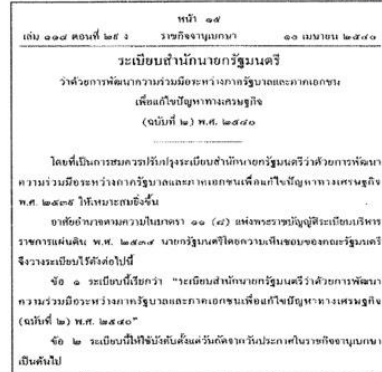 หน้า ๑๕
เล่ม ๑๑๔ ตอนที่ ๒๙ ง ราชกิจจานุเบกษา ๑๐ เมษายน ๒๕๔๐
ระเบียบสำนักนายกรัฐมนตรี
ว่าด้วยการพัฒนาความร่วมมือระหว่างภาครัฐบาลและภาคเอกชน
เพื่อแก้ไขปัญหาทางเศรษฐกิจ
(ฉบับที่ ๒) พ.ศ. ๒๕๔๐
โดยที่เป็นการสมควรปรับปรุงระเบียบสำนักนายกรัฐมนตรีว่าด้วยการพัฒนา
ความร่วมมือระหว่างภาครัฐบาลและภาคเอกชนเพื่อแก้ไขปัญหาทางเศรษฐกิจ
พ.ศ. ๒๕๓๙ ให้เหมาะสมยิ่งขึ้น
อาศัยอำนาจตามความในมาตรา ๑๑ (๘) แห่งพระราชบัญญัติระเบียบบริหาร
ราชการแผ่นดิน พ.ศ. ๒๕๓๔ นายกรัฐมนตรีโดยความเห็นชอบของคณะรัฐมนตรี
จึงวางระเบียบไว้ดังต่อไปนี้
ข้อ ๑ ระเบียบนี้เรียกว่า “ระเบียบสำนักนายกรัฐมนตรีว่าด้วยการพัฒนา
ความร่วมมือระหว่างภาครัฐบาลและภาคเอกชนเพื่อแก้ไขปัญหาทางเศรษฐกิจ
(ฉบับที่ ๒) พ.ศ. ๒๕๔๐”
ข้อ ๒ ระเบียบนี้ให้ใช้บังคับตั้งแต่วันถัดจากวันประกาศในราชกิจจานุเบกษา
เป็นต้นไป